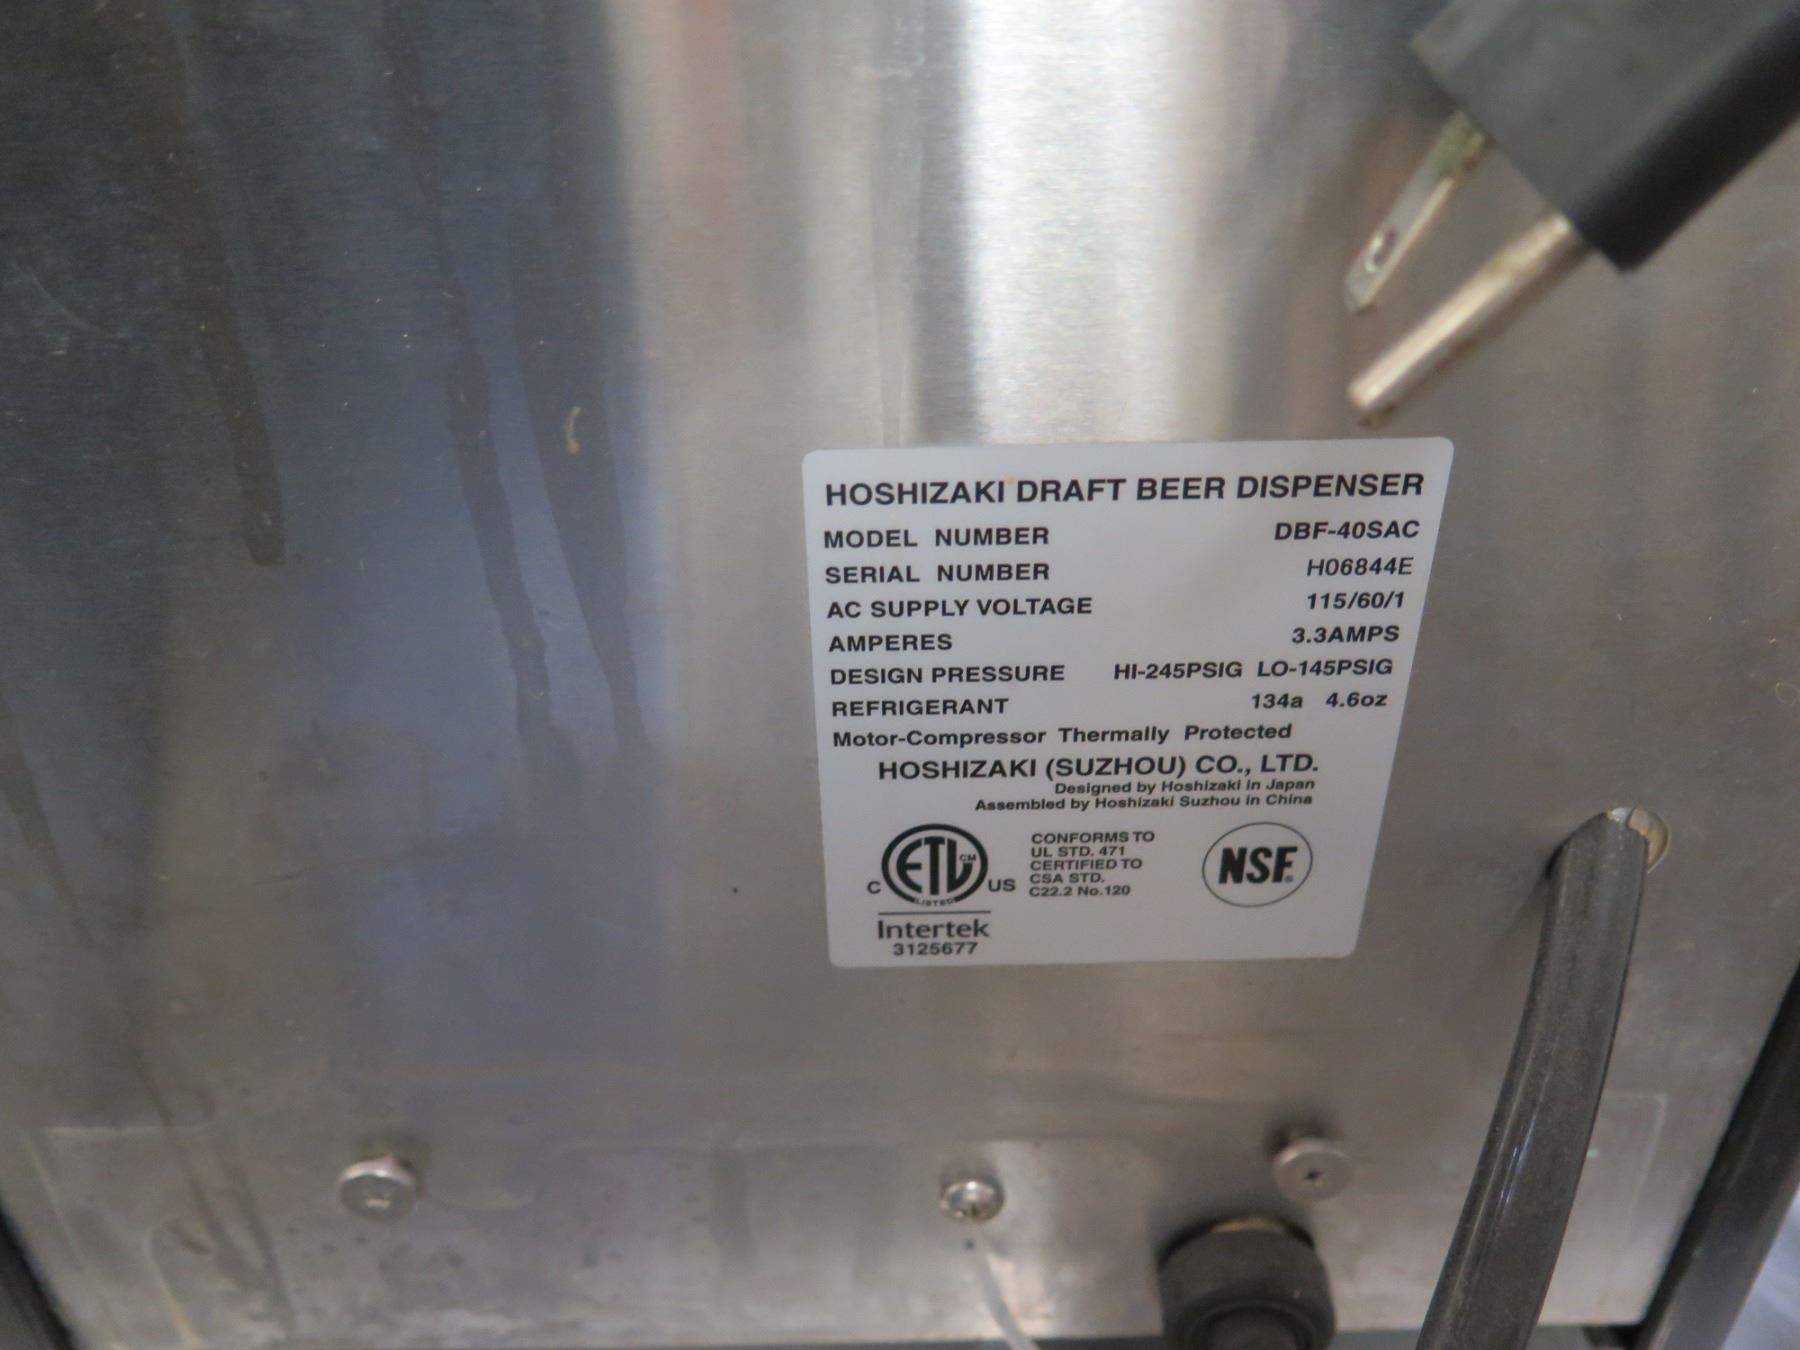 HOSHIZAKI DRAFT BEER DISPENSER
MODEL NUMBER DBF-40SAC
SERIAL NUMBER H06844E
AC SUPPLY VOLTAGE 115/60/1
AMPERES 3.3AMPS
DESIGN PRESSURE HI-245PSIG LO-145PSIG
REFRIGERANT 134a 4.6oz
Motor-Compressor Thermally Protected
HOSHIZAKI (SUZHOU) CO., LTD.
Designed by Hoshizaki in Japan
Assembled by Hoshizaki Suzhou in China
C ETL CM US
LISTED
Intertek
3125677
CONFORMS TO
UL STD. 471
CERTIFIED TO
CSA STD.
C22.2 No.120
NSF®